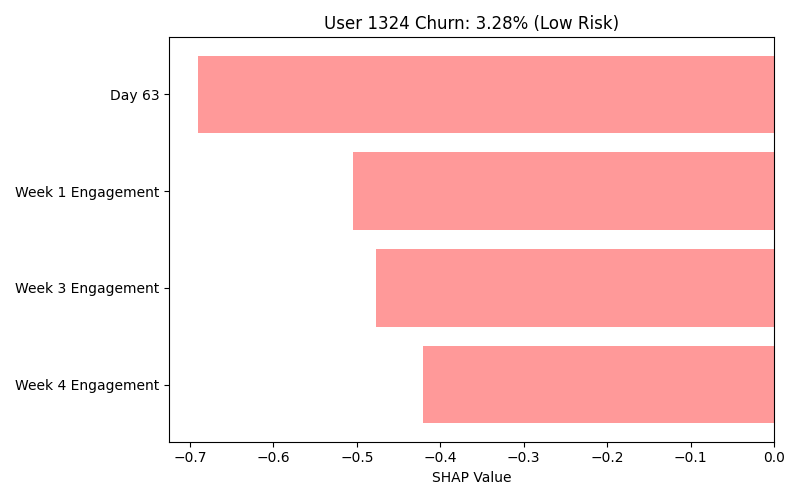 User 1324 Churn: 3.28% (Low Risk)
Day 63
Week 1 Engagement
Week 3 Engagement
Week 4 Engagement
−0.7 −0.6 −0.5 −0.4 −0.3 −0.2 −0.1 0.0
SHAP Value